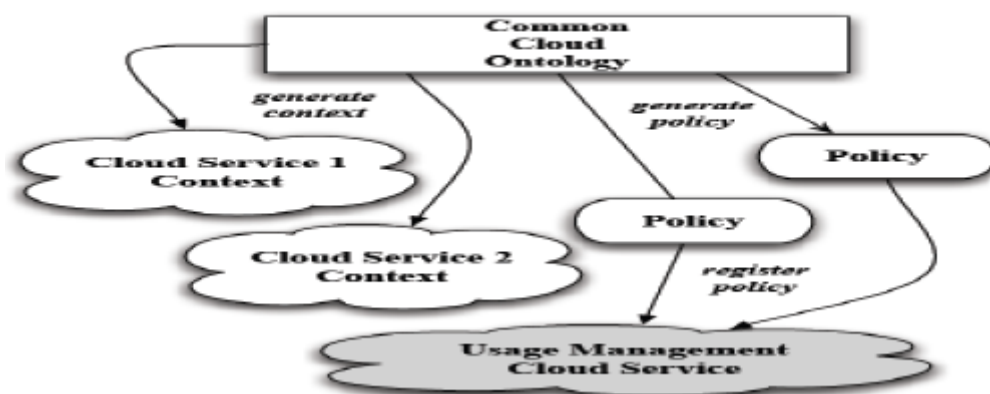 Common
Cloud
Ontology
generate
context
generate
policy
Cloud Service 1
Context
Policy
Policy
Cloud Service 2
Context
register
policy
Usage Management
Cloud Service